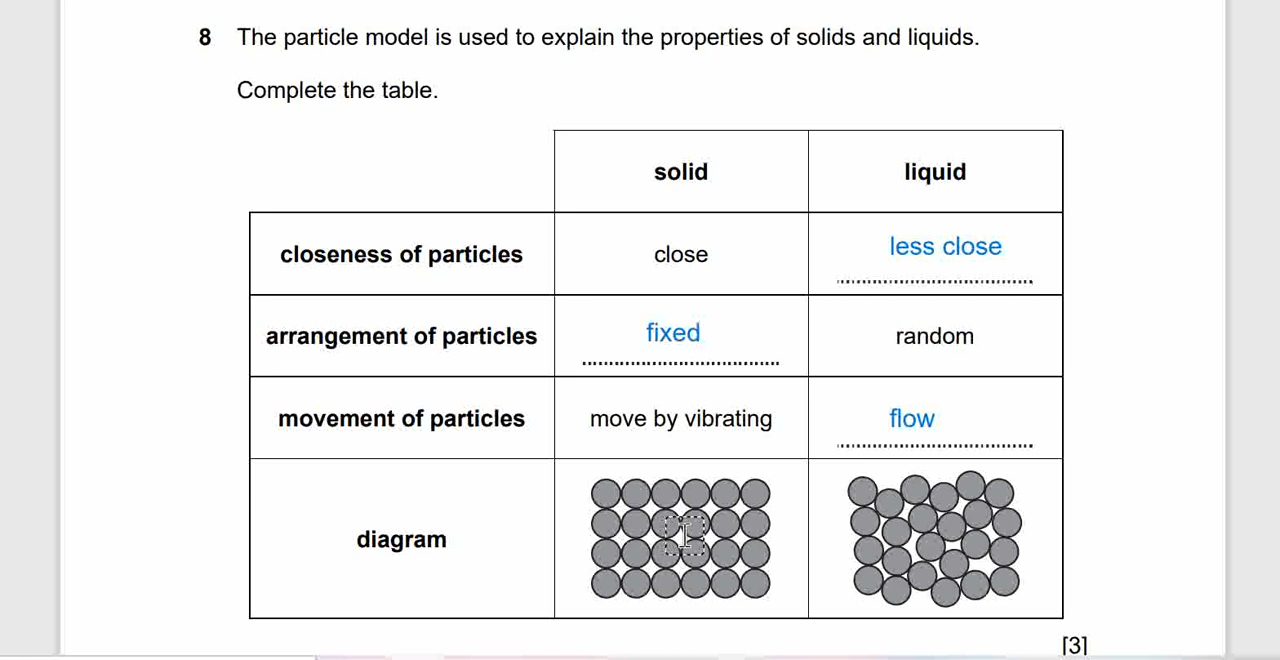 8 The particle model is used to explain the properties of solids and liquids.
Complete the table.
solid liquid
closeness of particles close less close
arrangement of particles fixed random
movement of particles move by vibrating flow
diagram
[3]